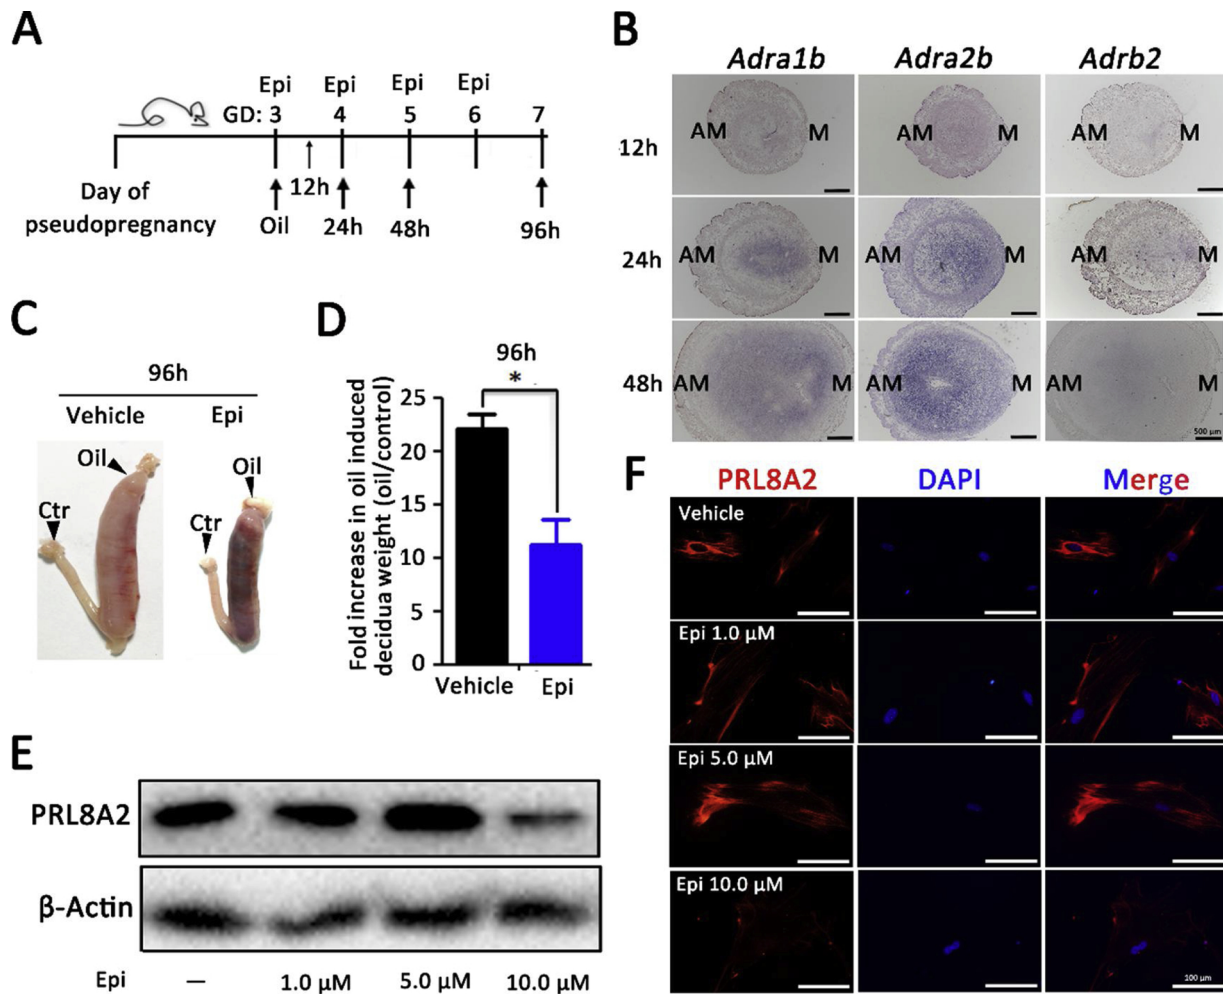 A
Epi Epi Epi Epi
GD: 3 4 5 6 7
12h
Day of
pseudopregnancy
Oil 24h 48h 96h
B
Adra1b Adra2b Adrb2
12h
AM M AM M AM M
24h
AM M AM M AM M
48h
AM M AM M AM M
500 µm
C
96h
Vehicle Epi
Oil Oil
Ctr Ctr
D
96h
*
Fold increase in oil induced
decidua weight (oil/control)
25
20
15
10
5
0
Vehicle Epi
E
PRL8A2
β-Actin
Epi — 1.0 µM 5.0 µM 10.0 µM
F
PRL8A2 DAPI Merge
Vehicle
Epi 1.0 µM
Epi 5.0 µM
Epi 10.0 µM
100 µm